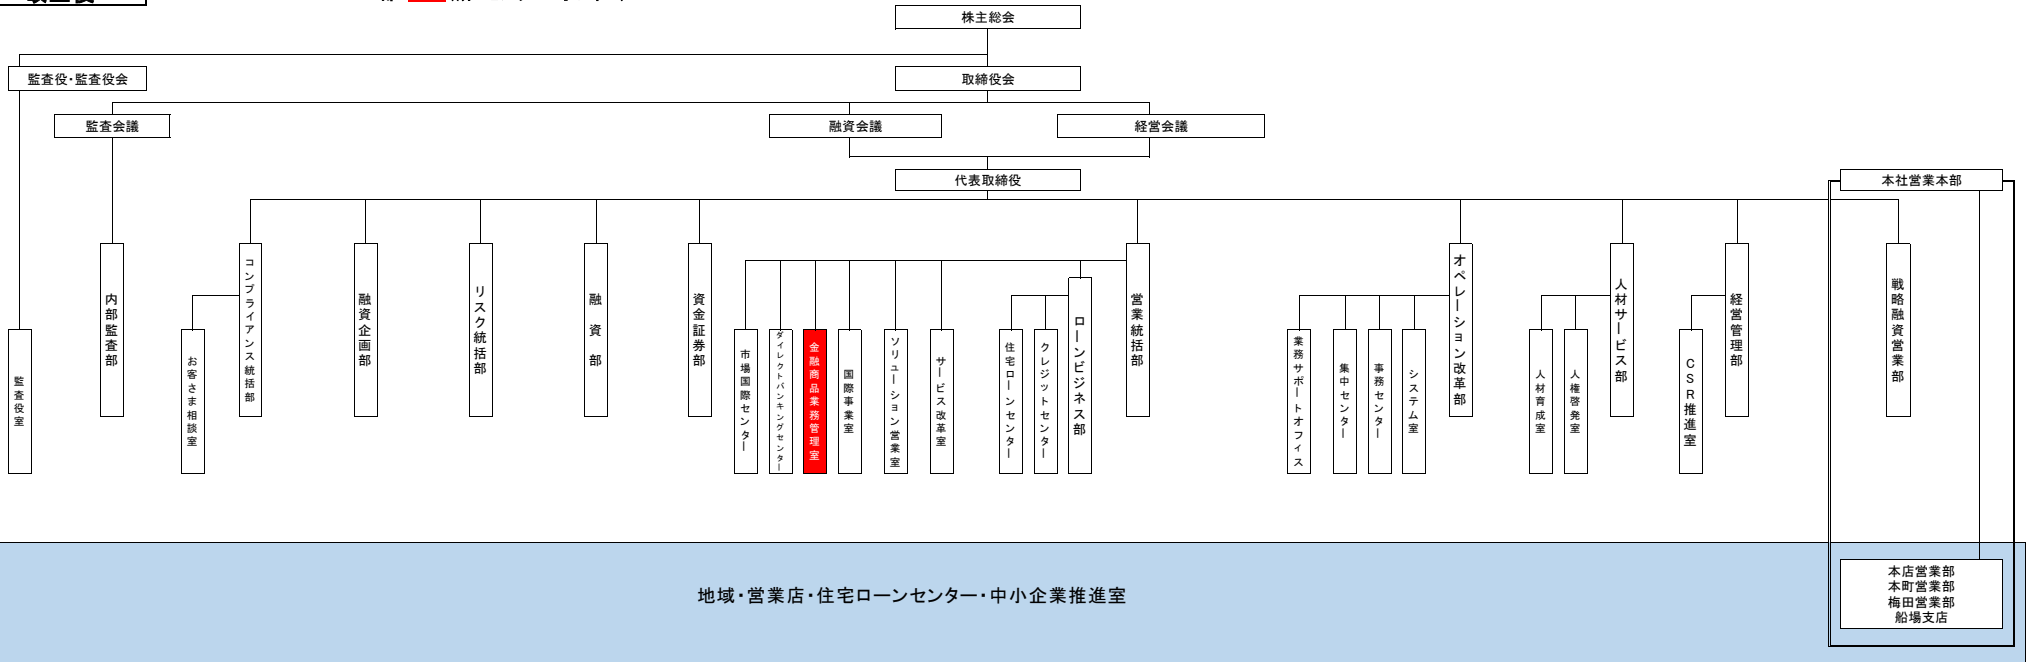 株主総会
監査役・監査役会
取締役会
監査会議
融資会議
経営会議
代表取締役
本社営業本部
監査役室
内部監査部
お客さま相談室
コンプライアンス統括部
融資企画部
リスク統括部
融資部
資金証券部
市場国際センター
ダイレクトバンキングセンター
金融商品業務管理室
国際事業室
ソリューション営業室
サービス改革室
住宅ローンセンター
クレジットセンター
ローンビジネス部
営業統括部
業務サポートオフィス
集中センター
事務センター
システム室
オペレーション改革部
人材育成室
人権啓発室
人材サービス部
CSR推進室
経営管理部
戦略融資営業部
地域・営業店・住宅ローンセンター・中小企業推進室
本店営業部
本町営業部
梅田営業部
船場支店